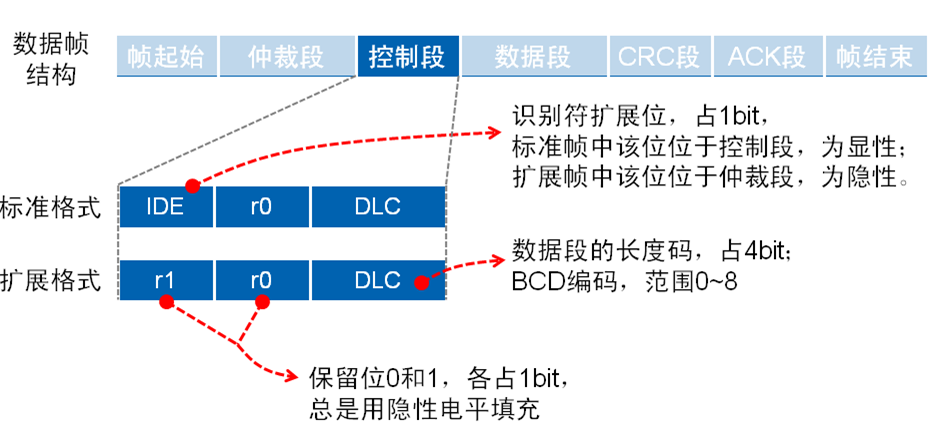 数据帧
结构
帧起始 仲裁段 控制段 数据段 CRC段 ACK段 帧结束
识别符扩展位，占1bit，
标准帧中该位位于控制段，为显性；
扩展帧中该位位于仲裁段，为隐性。
标准格式 IDE r0 DLC
数据段的长度码，占4bit；
BCD编码，范围0~8
扩展格式 r1 r0 DLC
保留位0和1，各占1bit，
总是用隐性电平填充